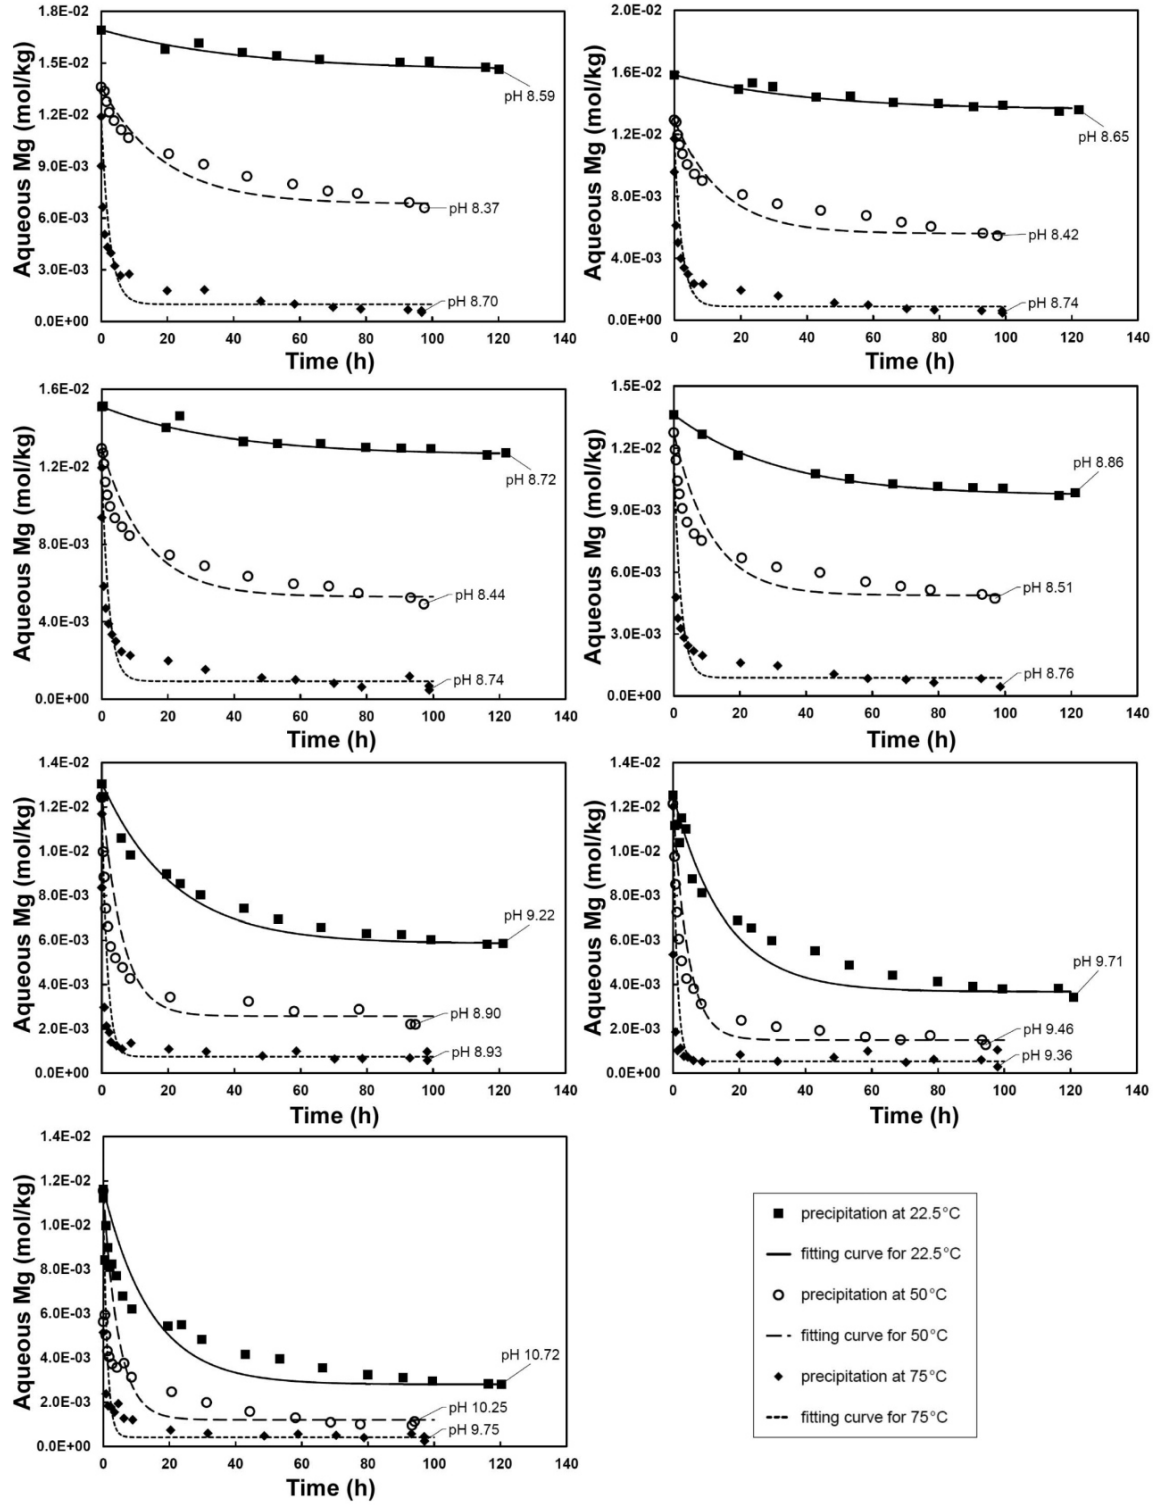 1.8E-02
1.5E-02
1.2E-02
9.0E-03
6.0E-03
3.0E-03
0.0E+00
Aqueous Mg (mol/kg)
0 20 40 60 80 100 120 140
Time (h)
pH 8.59
pH 8.37
pH 8.70
2.0E-02
1.6E-02
1.2E-02
8.0E-03
4.0E-03
0.0E+00
Aqueous Mg (mol/kg)
0 20 40 60 80 100 120 140
Time (h)
pH 8.65
pH 8.42
pH 8.74
1.6E-02
1.2E-02
8.0E-03
4.0E-03
0.0E+00
Aqueous Mg (mol/kg)
0 20 40 60 80 100 120 140
Time (h)
pH 8.72
pH 8.44
pH 8.74
1.5E-02
1.2E-02
9.0E-03
6.0E-03
3.0E-03
0.0E+00
Aqueous Mg (mol/kg)
0 20 40 60 80 100 120 140
Time (h)
pH 8.86
pH 8.51
pH 8.76
1.4E-02
1.2E-02
1.0E-02
8.0E-03
6.0E-03
4.0E-03
2.0E-03
0.0E+00
Aqueous Mg (mol/kg)
0 20 40 60 80 100 120 140
Time (h)
pH 9.22
pH 8.90
pH 8.93
1.4E-02
1.2E-02
1.0E-02
8.0E-03
6.0E-03
4.0E-03
2.0E-03
0.0E+00
Aqueous Mg (mol/kg)
0 20 40 60 80 100 120 140
Time (h)
pH 9.71
pH 9.46
pH 9.36
1.4E-02
1.2E-02
1.0E-02
8.0E-03
6.0E-03
4.0E-03
2.0E-03
0.0E+00
Aqueous Mg (mol/kg)
0 20 40 60 80 100 120 140
Time (h)
pH 10.72
pH 10.25
pH 9.75
precipitation at 22.5°C
fitting curve for 22.5°C
precipitation at 50°C
fitting curve for 50°C
precipitation at 75°C
fitting curve for 75°C